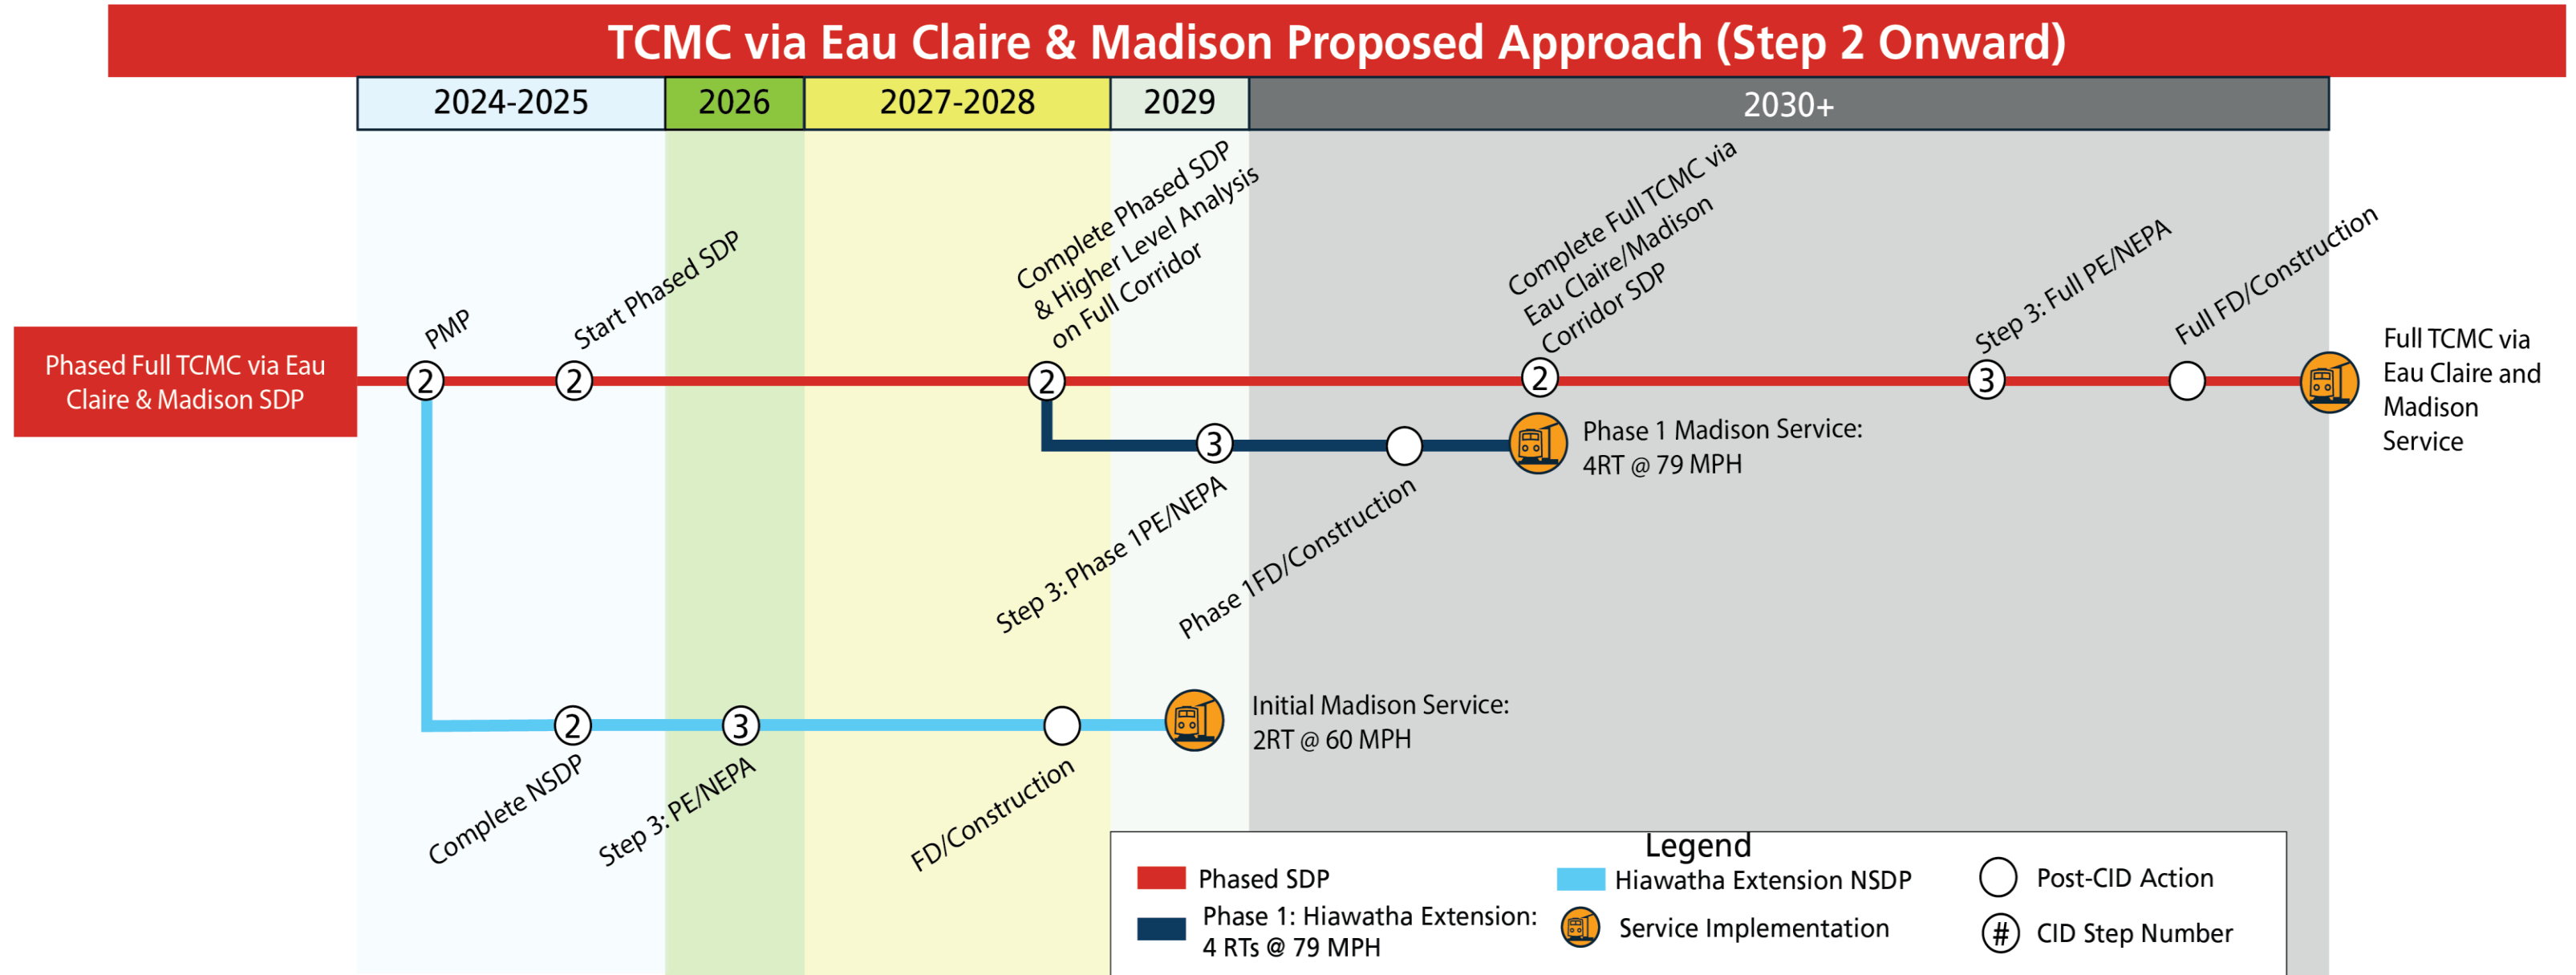 TCMC via Eau Claire & Madison Proposed Approach (Step 2 Onward)
2024-2025
2026
2027-2028
2029
2030+
Phased Full TCMC via Eau
Claire & Madison SDP
PMP
2
Start Phased SDP
2
Complete Phased SDP
& Higher Level Analysis
on Full Corridor
2
Complete Full TCMC via
Eau Claire/Madison
Corridor SDP
2
Step 3: Full PE/NEPA
3
Full FD/Construction
Full TCMC via
Eau Claire and
Madison
Service
3
Step 3: Phase 1PE/NEPA
Phase 1FD/Construction
Phase 1 Madison Service:
4RT @ 79 MPH
2
Complete NSDP
3
Step 3: PE/NEPA
FD/Construction
Initial Madison Service:
2RT @ 60 MPH
Legend
Phased SDP
Phase 1: Hiawatha Extension:
4 RTs @ 79 MPH
Hiawatha Extension NSDP
Service Implementation
Post-CID Action
# CID Step Number